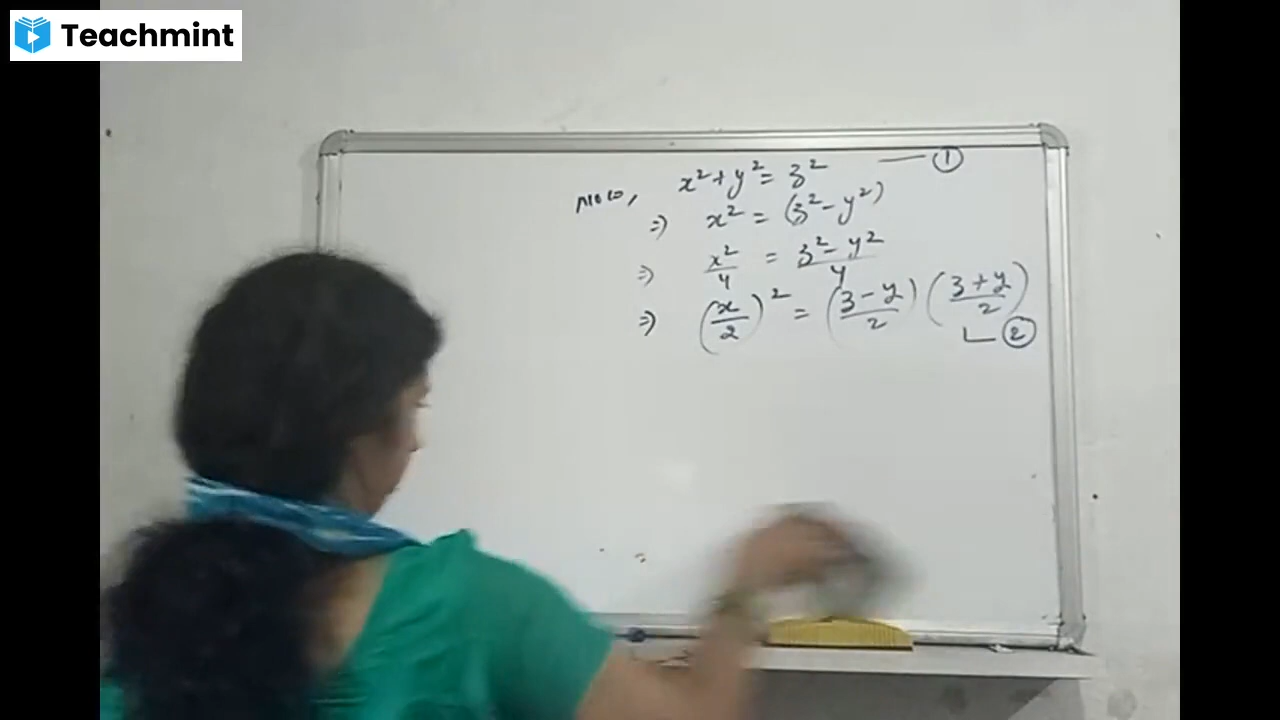 Teachmint
x² + y² = z² —— ①
Now,
⇒ x² = (z² - y²)
⇒ x²/4 = z² - y²/4
⇒ (x/2)² = (z - y/2) (z + y/2)
②
=